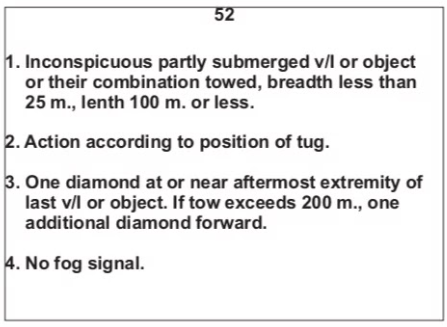 52
1. Inconspicuous partly submerged v/l or object
or their combination towed, breadth less than
25 m., lenth 100 m. or less.
2. Action according to position of tug.
3. One diamond at or near aftermost extremity of
last v/l or object. If tow exceeds 200 m., one
additional diamond forward.
4. No fog signal.